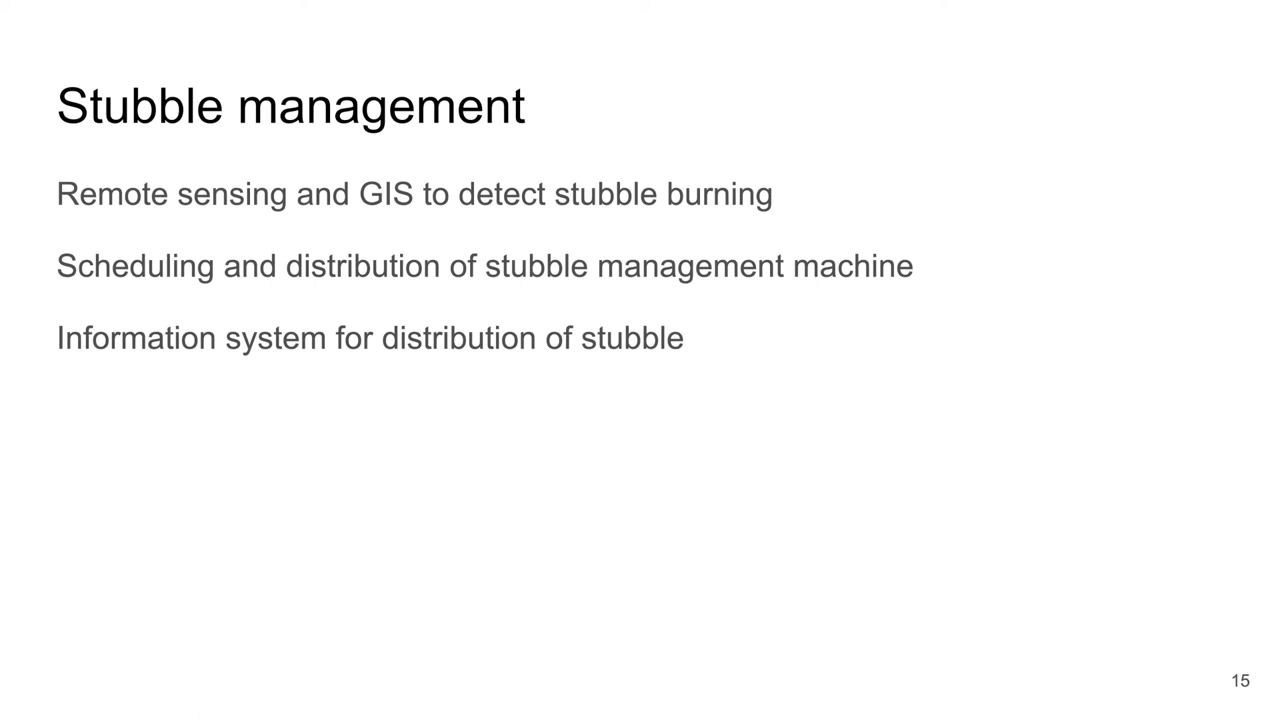 Stubble management
Remote sensing and GIS to detect stubble burning
Scheduling and distribution of stubble management machine
Information system for distribution of stubble
15